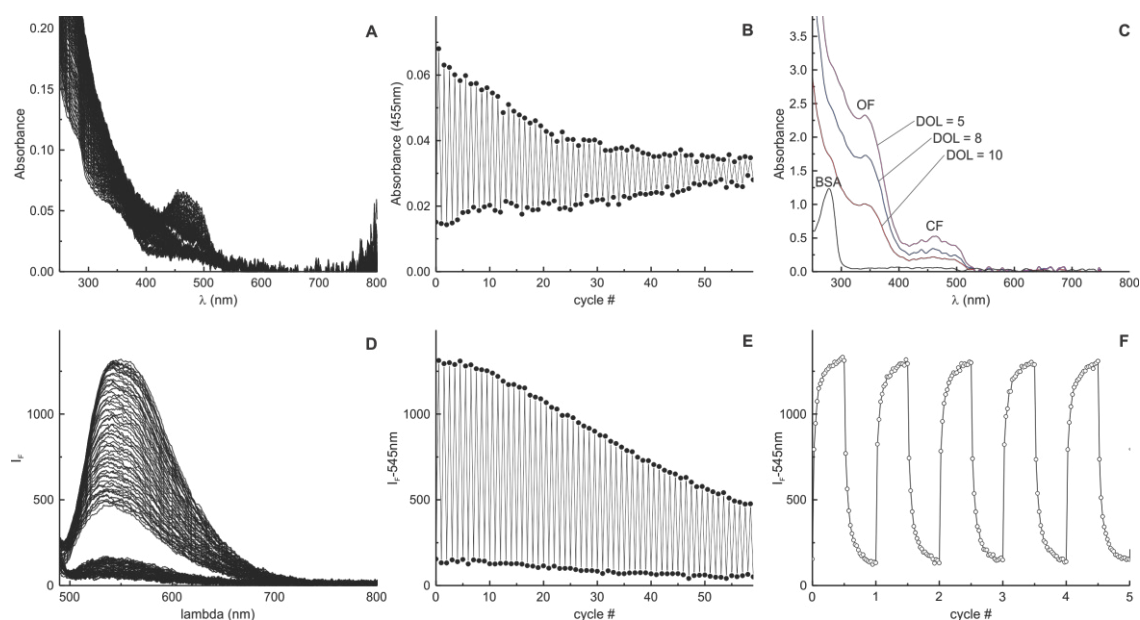 A
Absorbance
0.20
0.15
0.10
0.05
0.00
300 400 500 600 700 800
λ (nm)
B
Absorbance (455nm)
0.06
0.04
0.02
0.00
0 10 20 30 40 50
cycle #
C
Absorbance
3.5
3.0
2.5
2.0
1.5
1.0
0.5
0.0
OF
DOL = 5
DOL = 8
DOL = 10
BSA
CF
300 400 500 600 700 800
λ (nm)
D
I_F
1000
500
0
500 600 700 800
lambda (nm)
E
I_F-545nm
1000
500
0
0 10 20 30 40 50
cycle #
F
I_F-545nm
1000
500
0
0 1 2 3 4 5
cycle #